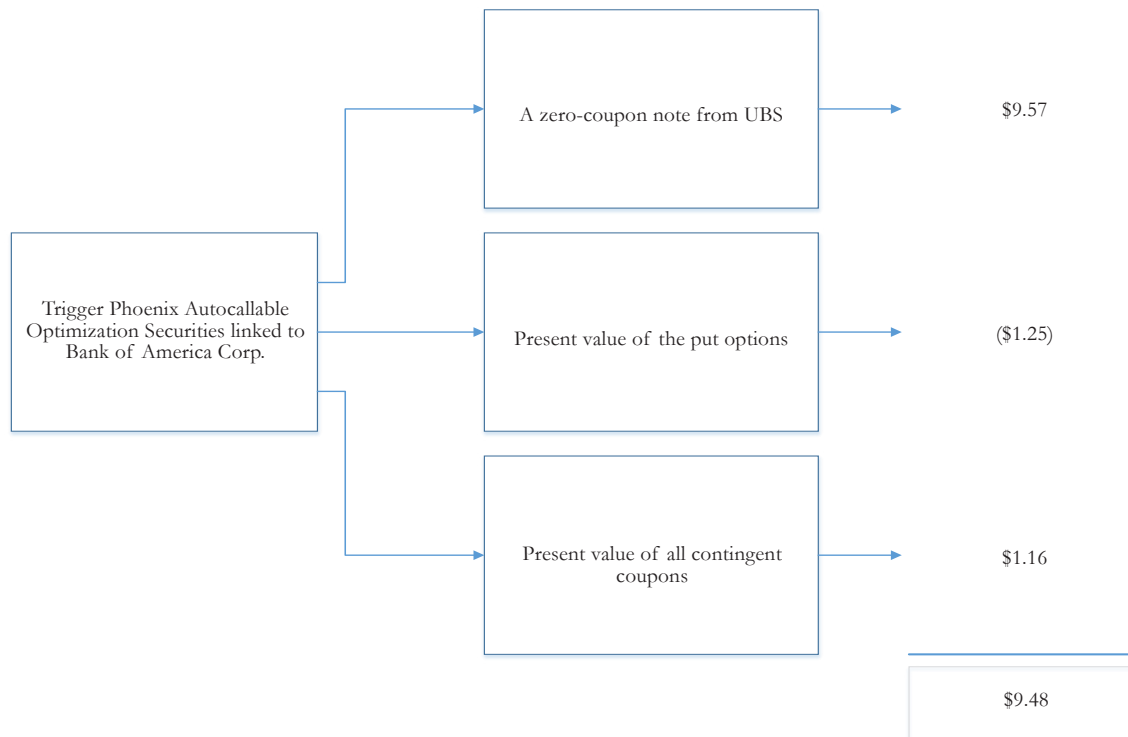 A zero-coupon note from UBS
$9.57
Trigger Phoenix Autocallable
Optimization Securities linked to
Bank of America Corp.
Present value of the put options
($1.25)
Present value of all contingent
coupons
$1.16
$9.48